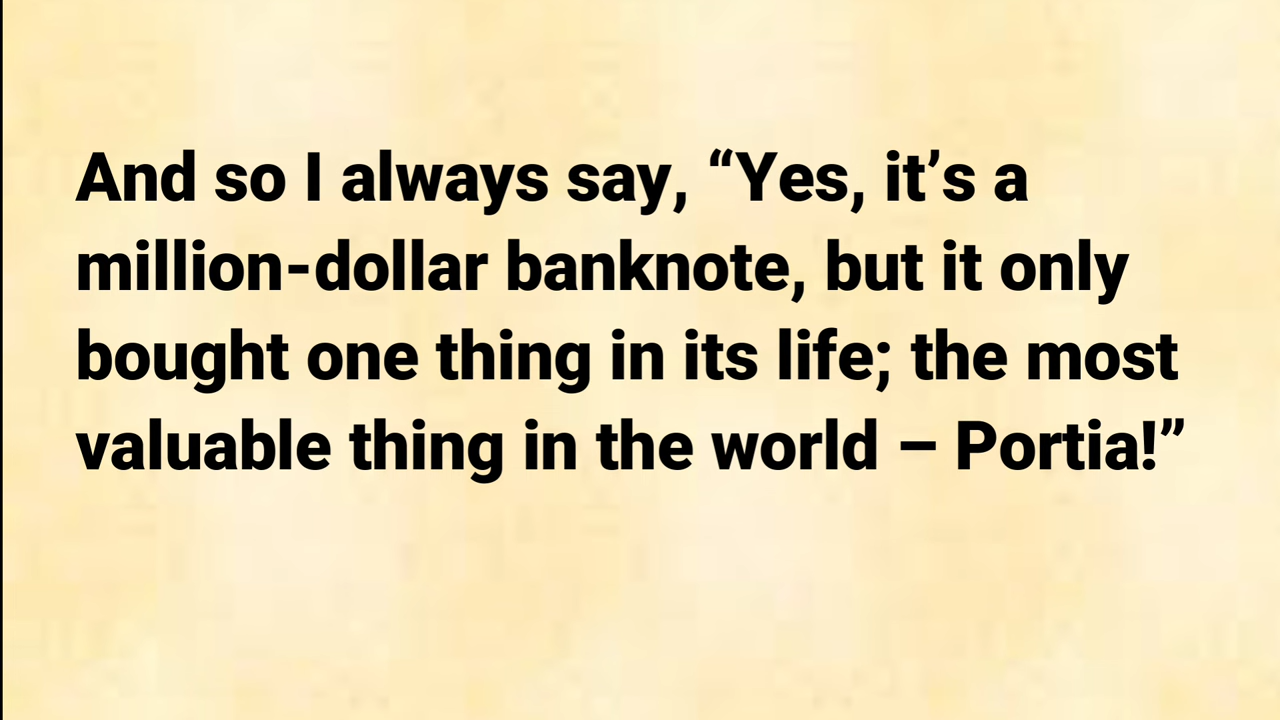 And so I always say, “Yes, it’s a
million-dollar banknote, but it only
bought one thing in its life; the most
valuable thing in the world – Portia!”